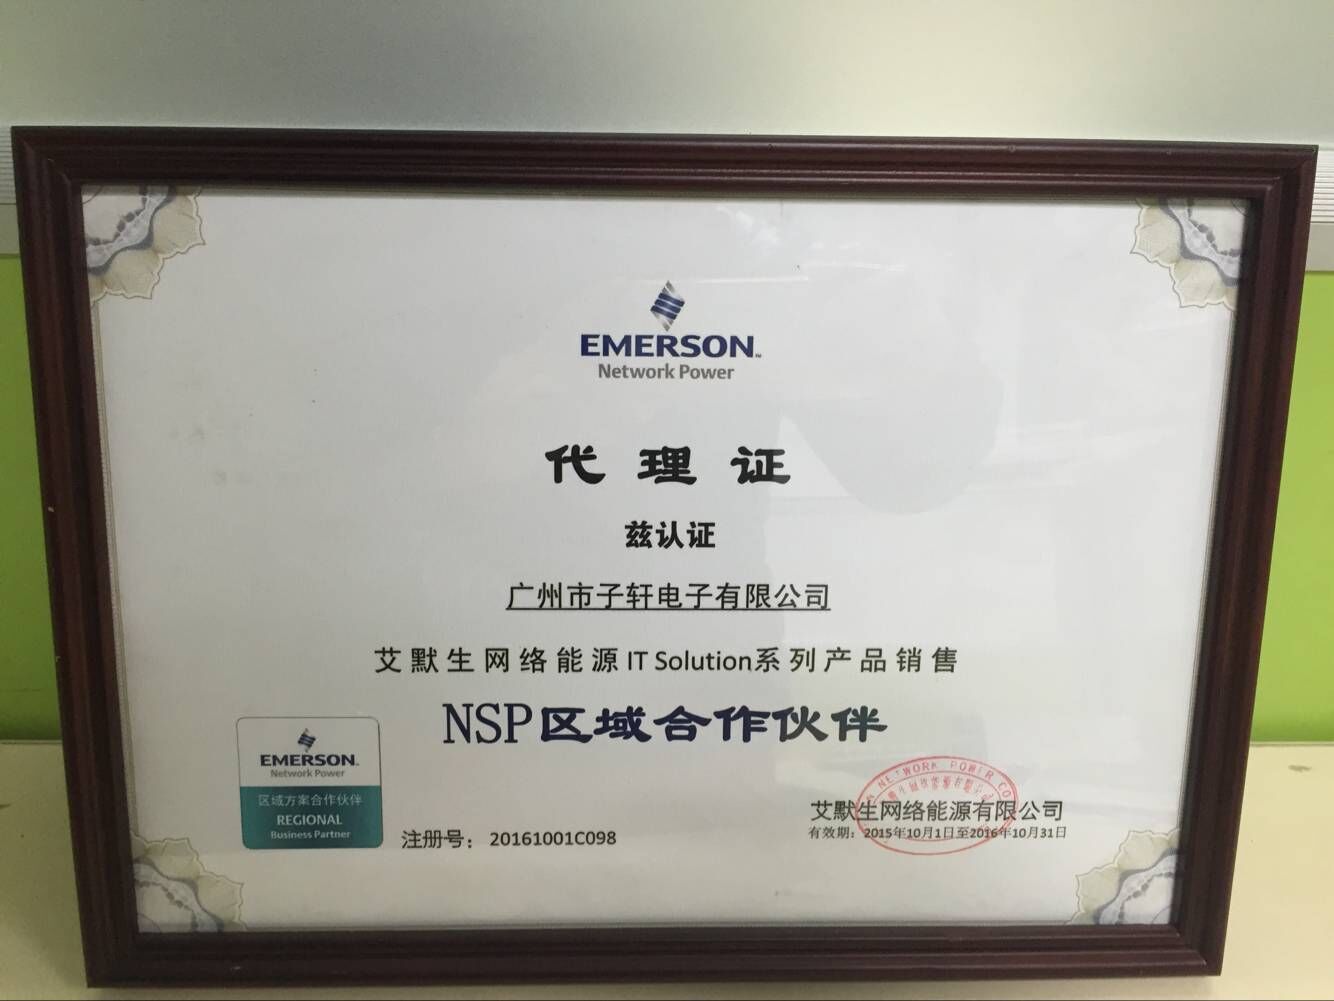 EMERSON
Network Power
代理证
兹认证
广州市子轩电子有限公司
艾默生网络能源IT Solution系列产品销售
NSP区域合作伙伴
EMERSON
Network Power
区域方案合作伙伴
REGIONAL
Business Partner
注册号： 20161001C098
NETWORK POWER CO
艾默生网络能源有限公司
有效期：2015年10月1日至2016年10月31日